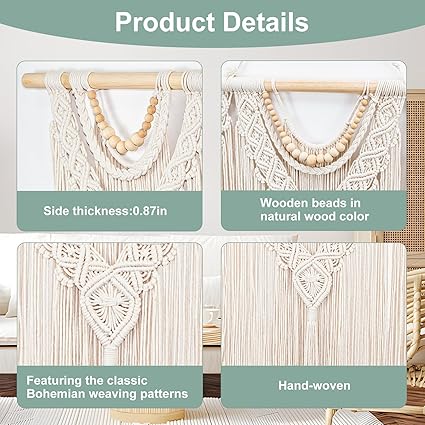 Product Details
Side thickness:0.87in
Wooden beads in
natural wood color
Featuring the classic
Bohemian weaving patterns
Hand-woven